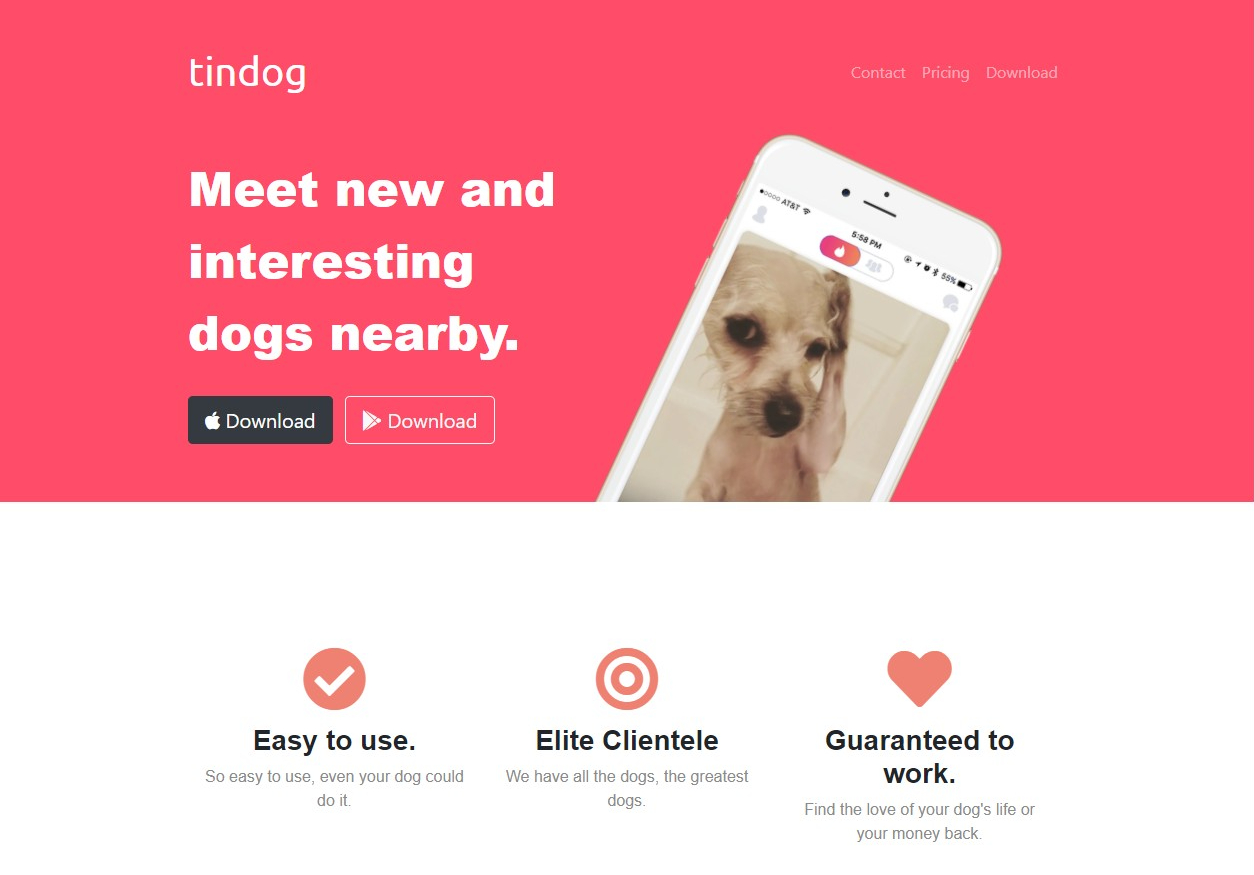 tindog
Contact Pricing Download
Meet new and
interesting
dogs nearby.
Download
Download
AT&T
5:58 PM
55%
Easy to use.
So easy to use, even your dog could
do it.
Elite Clientele
We have all the dogs, the greatest
dogs.
Guaranteed to
work.
Find the love of your dog's life or
your money back.